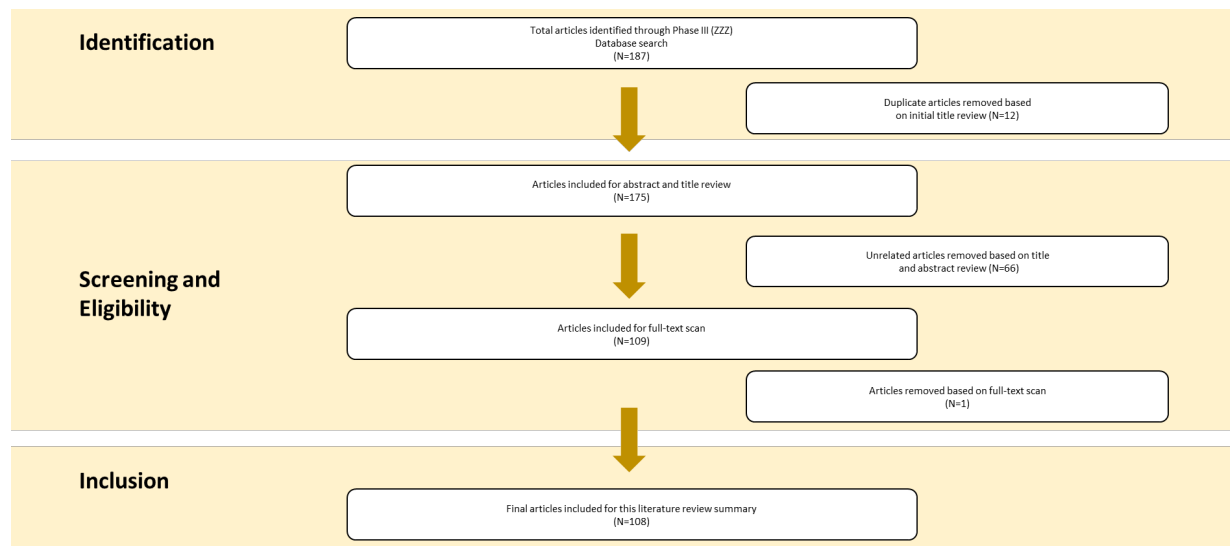 Identification
Total articles identified through Phase III (ZZZ)
Database search
(N=187)
Duplicate articles removed based
on initial title review (N=12)
Articles included for abstract and title review
(N=175)
Screening and
Eligibility
Unrelated articles removed based on title
and abstract review (N=66)
Articles included for full-text scan
(N=109)
Articles removed based on full-text scan
(N=1)
Inclusion
Final articles included for this literature review summary
(N=108)